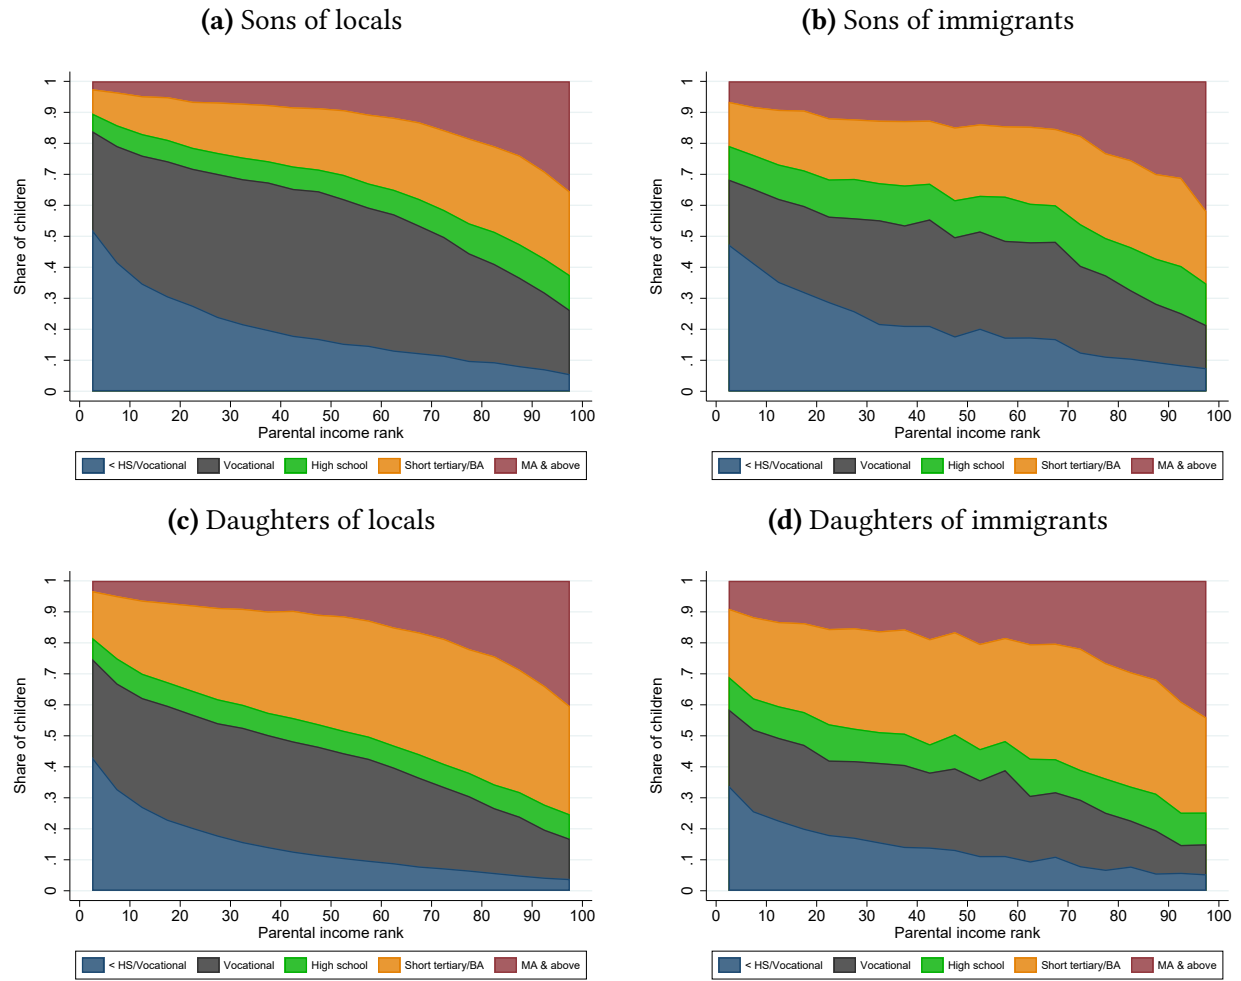 (a) Sons of locals
(b) Sons of immigrants
Share of children
1
.9
.8
.7
.6
.5
.4
.3
.2
.1
0
0 10 20 30 40 50 60 70 80 90 100
Parental income rank
< HS/Vocational Vocational High school Short tertiary/BA MA & above
Share of children
1
.9
.8
.7
.6
.5
.4
.3
.2
.1
0
0 10 20 30 40 50 60 70 80 90 100
Parental income rank
< HS/Vocational Vocational High school Short tertiary/BA MA & above
(c) Daughters of locals
(d) Daughters of immigrants
Share of children
1
.9
.8
.7
.6
.5
.4
.3
.2
.1
0
0 10 20 30 40 50 60 70 80 90 100
Parental income rank
< HS/Vocational Vocational High school Short tertiary/BA MA & above
Share of children
1
.9
.8
.7
.6
.5
.4
.3
.2
.1
0
0 10 20 30 40 50 60 70 80 90 100
Parental income rank
< HS/Vocational Vocational High school Short tertiary/BA MA & above